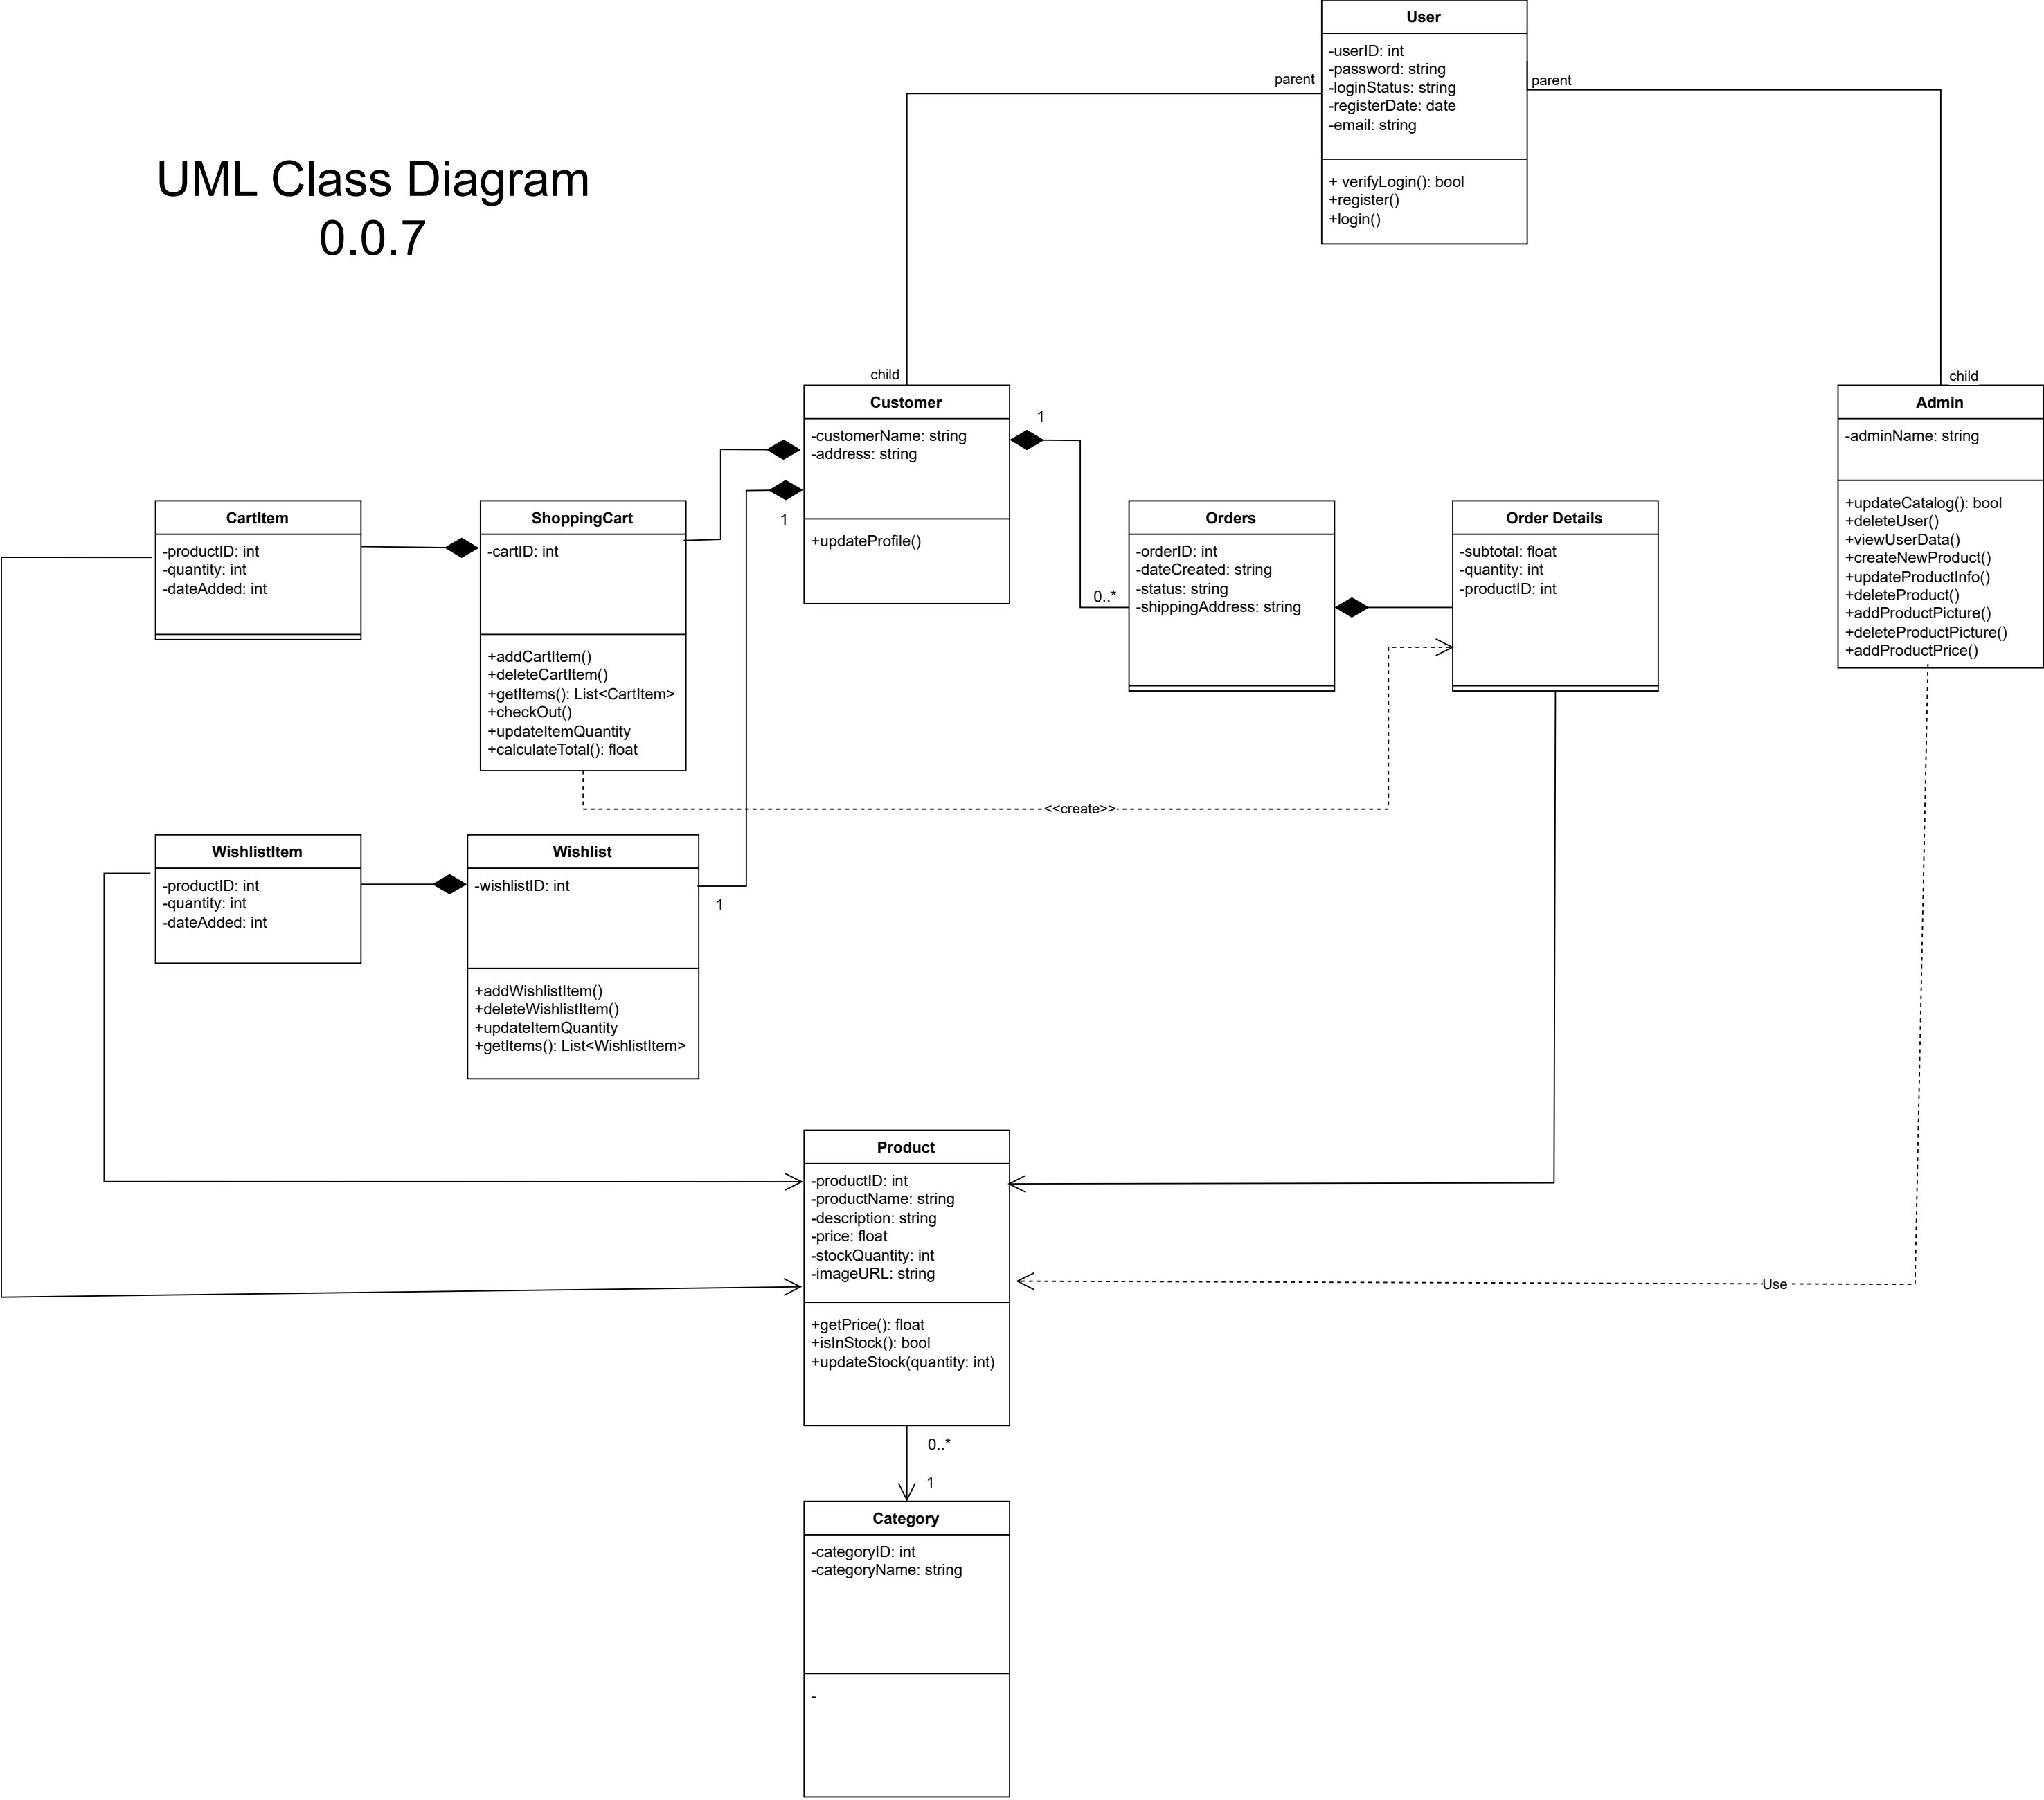 User
-userID: int
-password: string
-loginStatus: string
-registerDate: date
-email: string
+ verifyLogin(): bool
+register()
+login()
parent
parent
UML Class Diagram
0.0.7
child
child
Customer
-customerName: string
-address: string
+updateProfile()
1
1
Admin
-adminName: string
+updateCatalog(): bool
+deleteUser()
+viewUserData()
+createNewProduct()
+updateProductInfo()
+deleteProduct()
+addProductPicture()
+deleteProductPicture()
+addProductPrice()
CartItem
-productID: int
-quantity: int
-dateAdded: int
ShoppingCart
-cartID: int
+addCartItem()
+deleteCartItem()
+getItems(): List<CartItem>
+checkOut()
+updateItemQuantity
+calculateTotal(): float
0..*
Orders
-orderID: int
-dateCreated: string
-status: string
-shippingAddress: string
Order Details
-subtotal: float
-quantity: int
-productID: int
<<create>>
WishlistItem
-productID: int
-quantity: int
-dateAdded: int
Wishlist
-wishlistID: int
+addWishlistItem()
+deleteWishlistItem()
+updateItemQuantity
+getItems(): List<WishlistItem>
1
Product
-productID: int
-productName: string
-description: string
-price: float
-stockQuantity: int
-imageURL: string
+getPrice(): float
+isInStock(): bool
+updateStock(quantity: int)
Use
0..*
1
Category
-categoryID: int
-categoryName: string
-